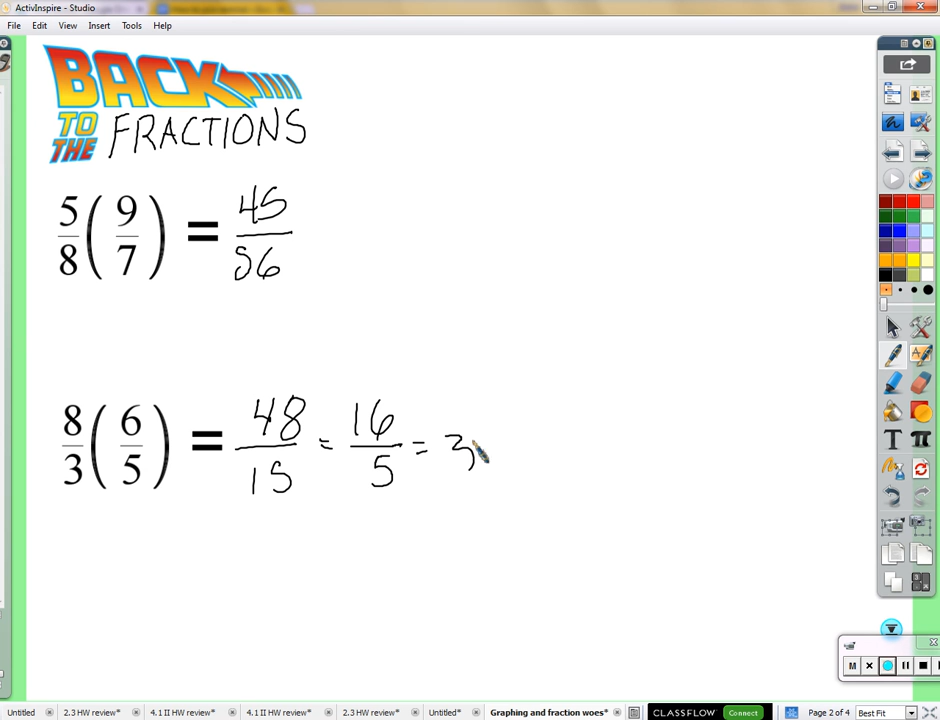 ActivInspire - Studio
File Edit View Insert Tools Help
BACK
TO THE FRACTIONS
5/8 ( 9/7 ) = 45/56
8/3 ( 6/5 ) = 48/15 = 16/5 = 3
M
Untitled 2.3 HW review* 4.1 II HW review* 4.1 II HW review* 2.3 HW review* Untitled* Graphing and fraction woes* CLASSFLOW Connect Page 2 of 4 Best Fit